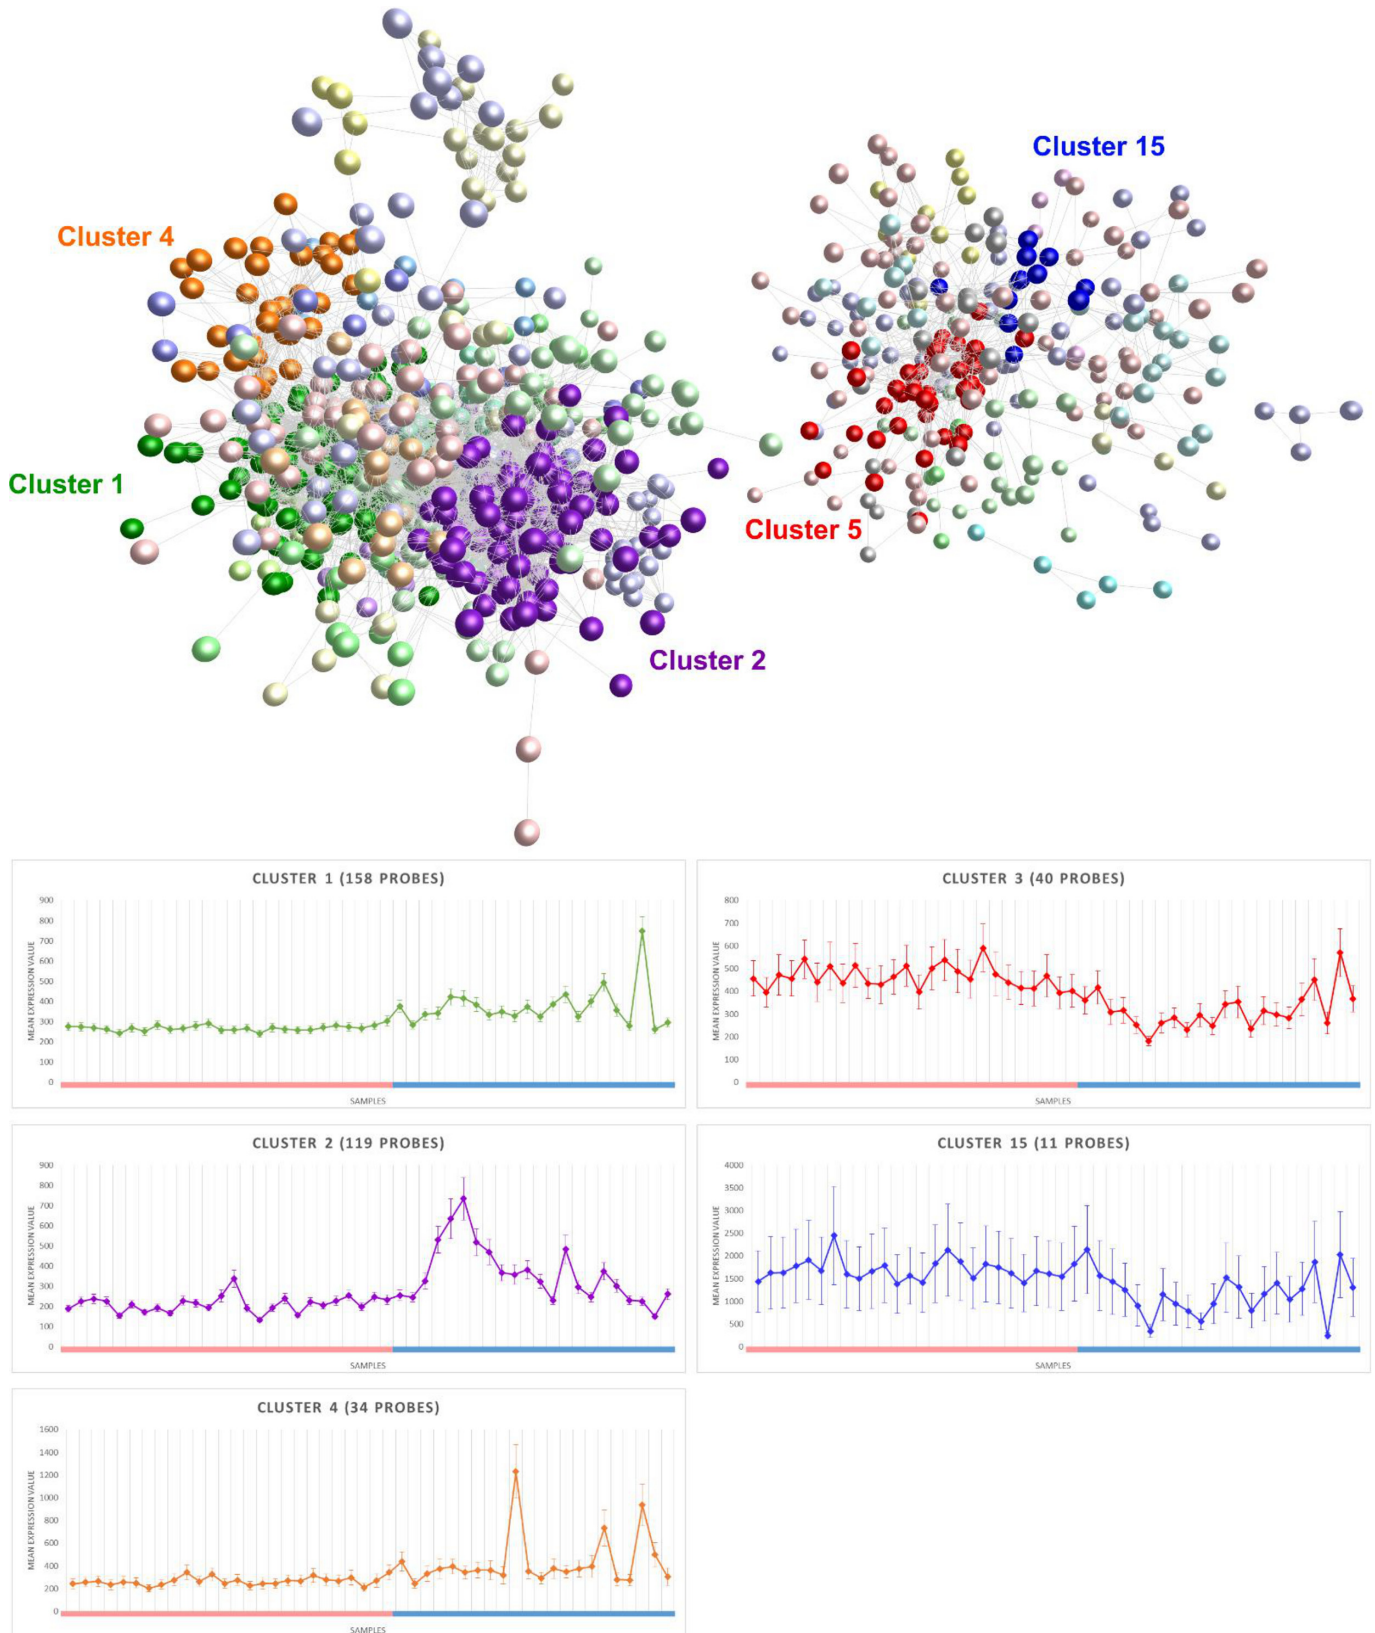 Cluster 15
Cluster 4
Cluster 1
Cluster 5
Cluster 2
CLUSTER 1 (158 PROBES)
MEAN EXPRESSION VALUE
900
800
700
600
500
400
300
200
100
0
SAMPLES
CLUSTER 3 (40 PROBES)
MEAN EXPRESSION VALUE
800
700
600
500
400
300
200
100
0
SAMPLES
CLUSTER 2 (119 PROBES)
MEAN EXPRESSION VALUE
900
800
700
600
500
400
300
200
100
0
SAMPLES
CLUSTER 15 (11 PROBES)
MEAN EXPRESSION VALUE
4000
3500
3000
2500
2000
1500
1000
500
0
SAMPLES
CLUSTER 4 (34 PROBES)
MEAN EXPRESSION VALUE
1600
1400
1200
1000
800
600
400
200
0
SAMPLES